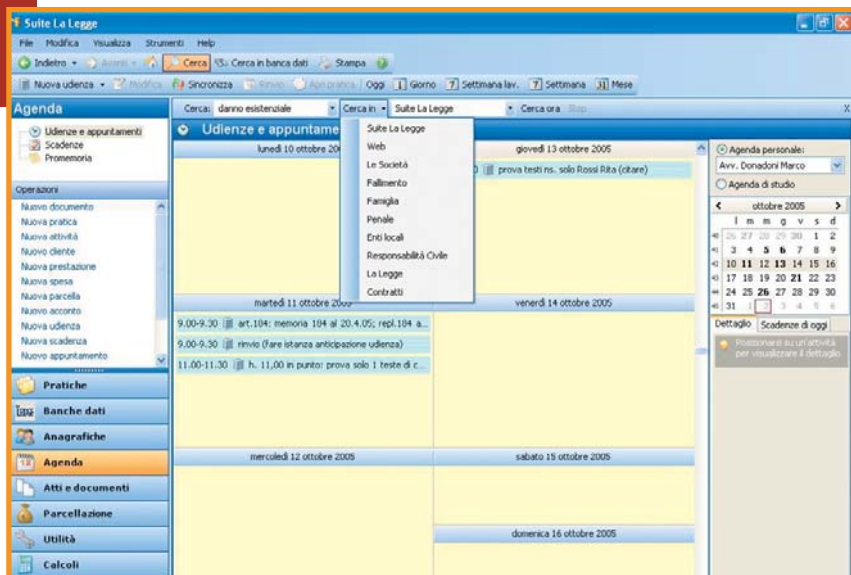 Suite La Legge
File Modifica Visualizza Strumenti Help
Indietro Avanti Cerca Cerca in banca dati Stampa
Nuova udienza Modifica Sincronizza Rinvio Apri pratica Oggi 1 Giorno 7 Settimana lav. 7 Settimana 31 Mese
Agenda
Cerca: danno esistenziale Cerca in Suite La Legge Cerca ora Stop X
Udienze e appuntamenti
Scadenze
Promemoria
Operazioni
Nuovo documento
Nuova pratica
Nuova attività
Nuovo cliente
Nuova prestazione
Nuova spesa
Nuova parcella
Nuovo acconto
Nuova udienza
Nuova scadenza
Nuovo appuntamento
Pratiche
Banche dati
Anagrafiche
Agenda
Atti e documenti
Parcellazione
Utilità
Calcoli
Udienze e appuntame
Suite La Legge
Web
Le Società
Fallimento
Famiglia
Penale
Enti locali
Responsabilità Civile
La Legge
Contratti
lunedì 10 ottobre 20
giovedì 13 ottobre 2005
prova testi ns. solo Rossi Rita (citare)
martedì 11 ottobre 2005
9.00-9.30 art.184: memoria 184 al 20.4.05; repl.184 a...
9.00-9.30 rinvio (fare istanza anticipazione udienza)
11.00-11.30 h. 11,00 in punto: prova solo 1 teste di c...
venerdì 14 ottobre 2005
mercoledì 12 ottobre 2005
sabato 15 ottobre 2005
domenica 16 ottobre 2005
Agenda personale:
Avv. Donadoni Marco
Agenda di studio
ottobre 2005
l m m g v s d
40 26 27 28 29 30 1 2
41 3 4 5 6 7 8 9
42 10 11 12 13 14 15 16
43 17 18 19 20 21 22 23
44 24 25 26 27 28 29 30
45 31 1 2 3 4 5 6
Dettaglio Scadenze di oggi
Posizionarsi su un'attività
per visualizzare il dettaglio